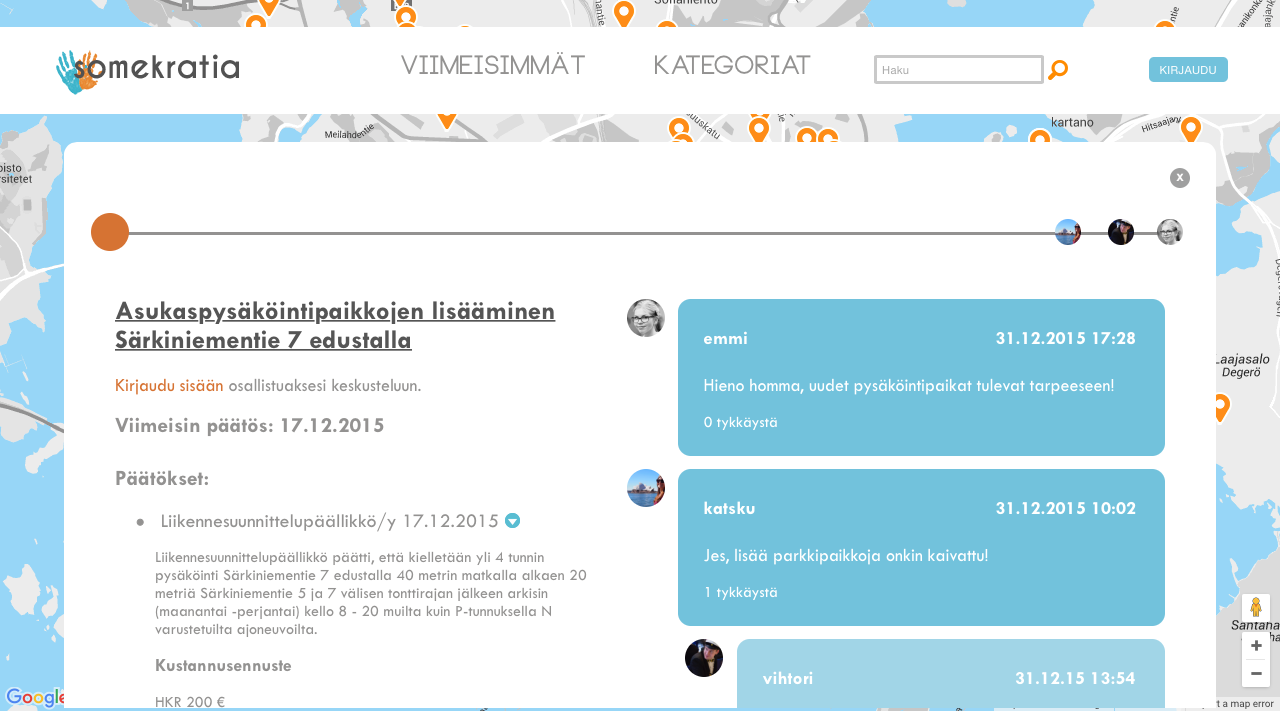 somekratia
VIIMEISIMMÄT
KATEGORIAT
Haku
KIRJAUDU
Meilahdentie
kartano
x
Asukaspysäköintipaikkojen lisääminen
Särkiniementie 7 edustalla
Kirjaudu sisään osallistuaksesi keskusteluun.
Viimeisin päätös: 17.12.2015
Päätökset:
Liikennesuunnittelupäällikkö/y 17.12.2015
Liikennesuunnittelupäällikkö päätti, että kielletään yli 4 tunnin
pysäköinti Särkiniementie 7 edustalla 40 metrin matkalla alkaen 20
metriä Särkiniementie 5 ja 7 välisen tonttirajan jälkeen arkisin
(maanantai -perjantai) kello 8 - 20 muilta kuin P-tunnuksella N
varustetuilta ajoneuvoilta.
Kustannusennuste
HKR 200 €
emmi 31.12.2015 17:28
Hieno homma, uudet pysäköintipaikat tulevat tarpeeseen!
0 tykkäystä
katsku 31.12.2015 10:02
Jes, lisää parkkipaikkoja onkin kaivattu!
1 tykkäystä
vihtori 31.12.15 13:54
Laajasalo
Degerö
Santaha
Google
t a map error